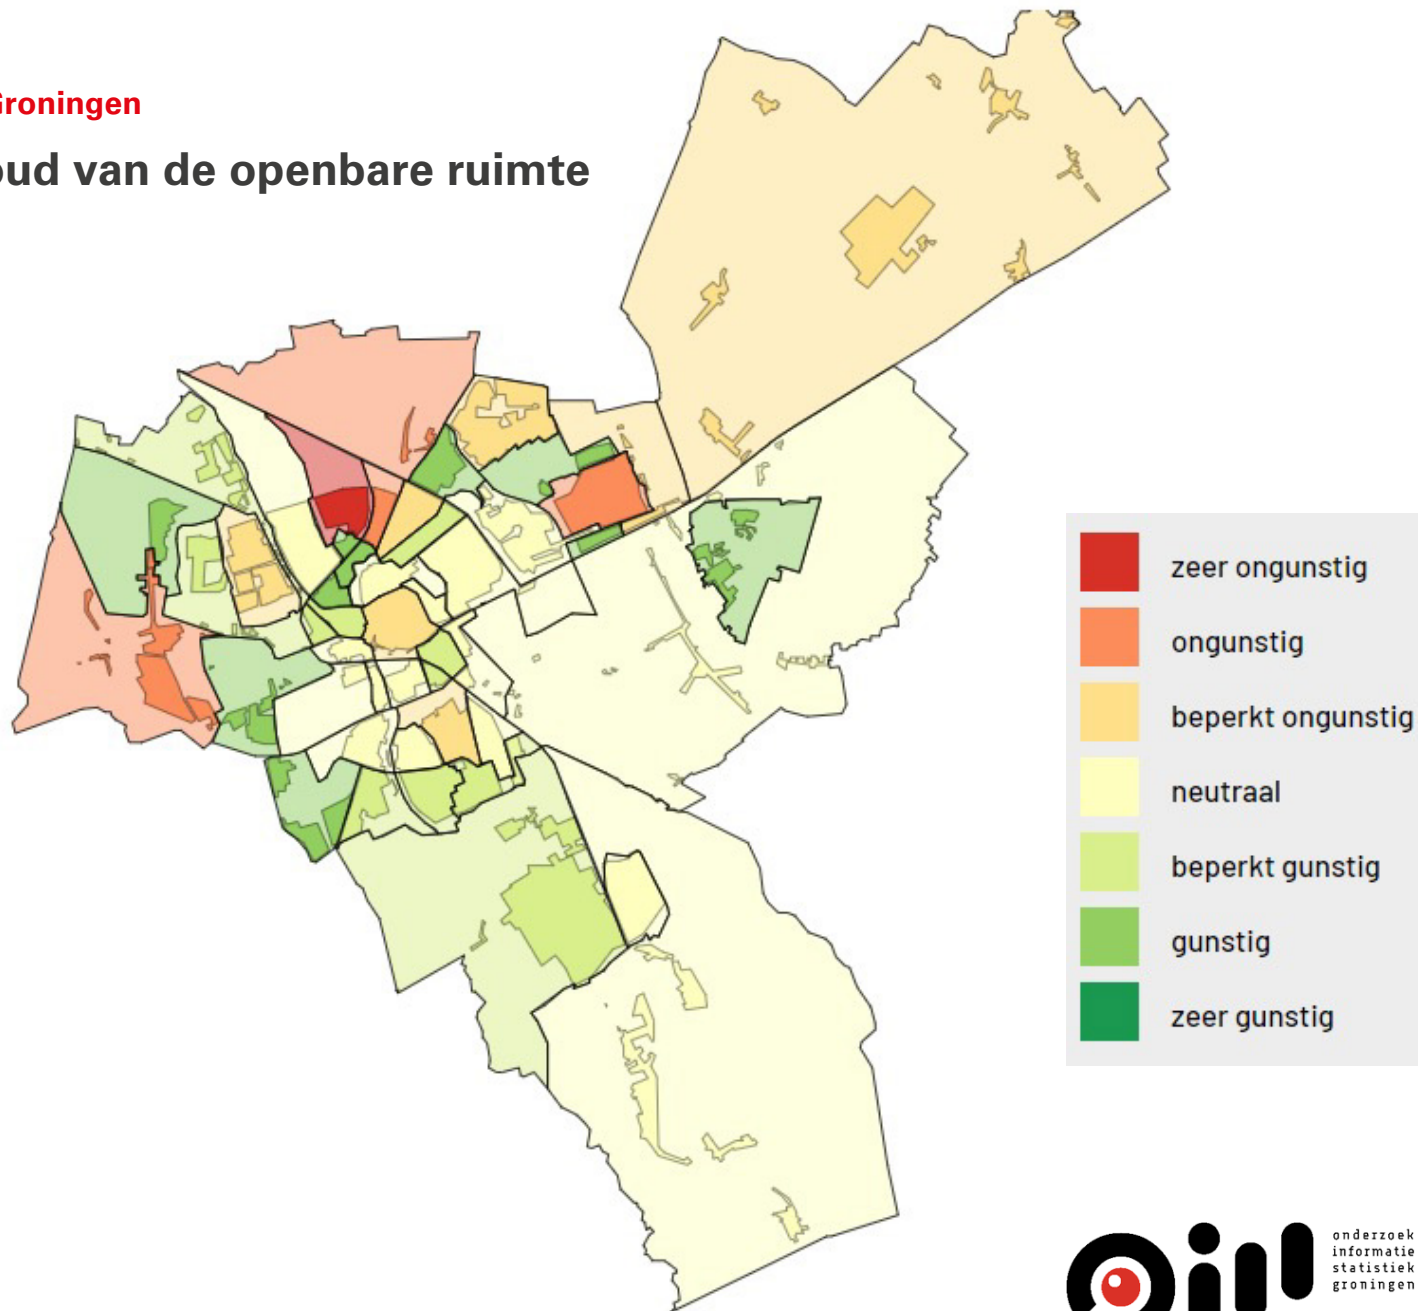 Groningen
oud van de openbare ruimte
zeer ongunstig
ongunstig
beperkt ongunstig
neutraal
beperkt gunstig
gunstig
zeer gunstig
onderzoek
informatie
statistiek
groningen